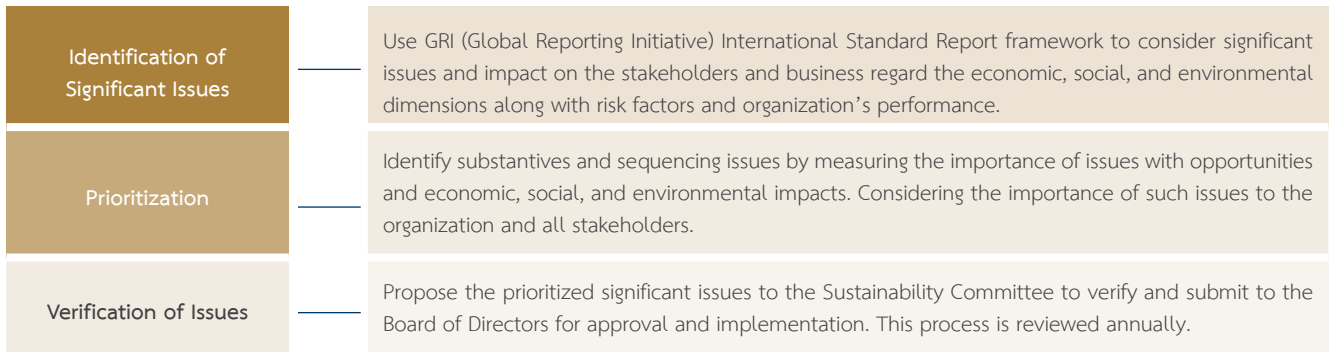 Identification of
Significant Issues
Use GRI (Global Reporting Initiative) International Standard Report framework to consider significant
issues and impact on the stakeholders and business regard the economic, social, and environmental
dimensions along with risk factors and organization’s performance.
Prioritization
Identify substantives and sequencing issues by measuring the importance of issues with opportunities
and economic, social, and environmental impacts. Considering the importance of such issues to the
organization and all stakeholders.
Verification of Issues
Propose the prioritized significant issues to the Sustainability Committee to verify and submit to the
Board of Directors for approval and implementation. This process is reviewed annually.